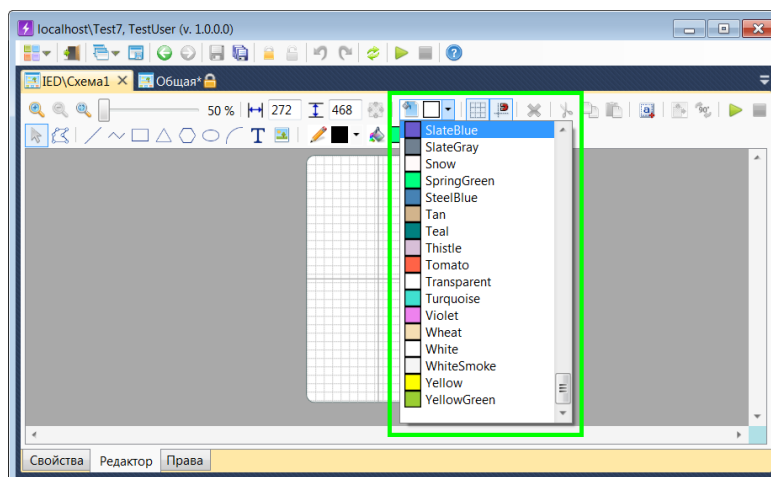 localhost\Test7, TestUser (v. 1.0.0.0)
IED\Схема1 Общая*
50 % 272 468 90°
T
SlateBlue
SlateGray
Snow
SpringGreen
SteelBlue
Tan
Teal
Thistle
Tomato
Transparent
Turquoise
Violet
Wheat
White
WhiteSmoke
Yellow
YellowGreen
Свойства Редактор Права